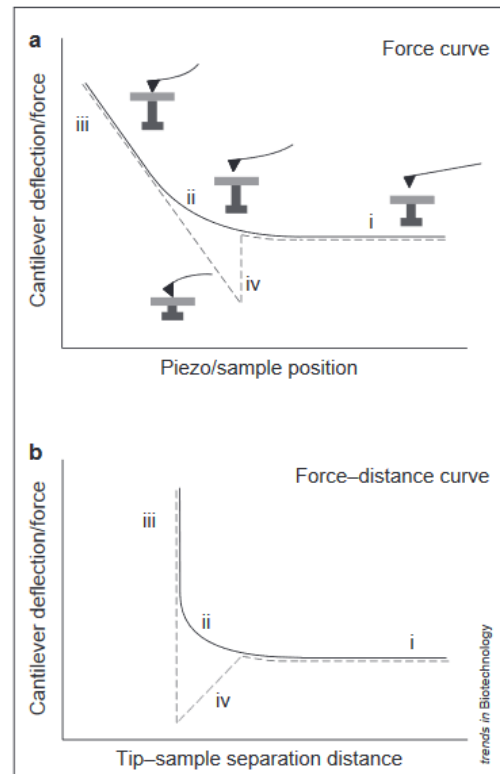 a
Force curve
iii
ii
i
iv
Cantilever deflection/force
Piezo/sample position
b
Force–distance curve
iii
ii
i
iv
Cantilever deflection/force
Tip–sample separation distance
trends in Biotechnology